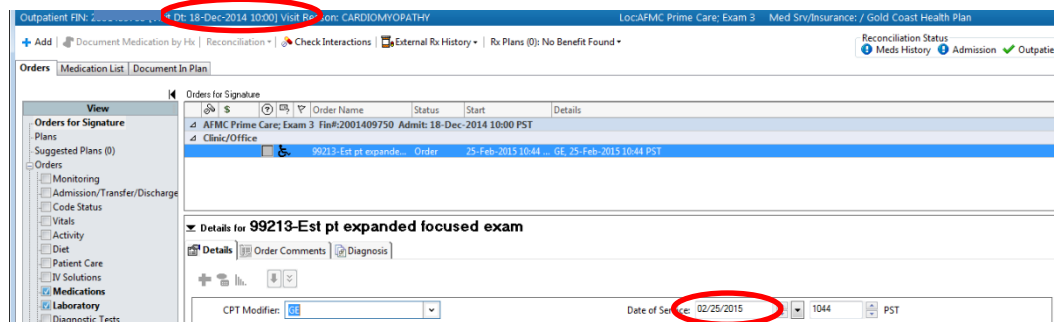 Outpatient FIN: [Visit Dt: 18-Dec-2014 10:00] Visit Reason: CARDIOMYOPATHY Loc:AFMC Prime Care; Exam 3 Med Srv/Insurance: / Gold Coast Health Plan
Add Document Medication by Hx Reconciliation Check Interactions External Rx History Rx Plans (0): No Benefit Found
Reconciliation Status
Meds History Admission Outpatie
Orders Medication List Document In Plan
Orders for Signature
View
$ Order Name Status Start Details
Orders for Signature
AFMC Prime Care; Exam 3 Fin#:2001409750 Admit: 18-Dec-2014 10:00 PST
Plans
Clinic/Office
Suggested Plans (0)
99213-Est pt expande... Order 25-Feb-2015 10:44 ... GE, 25-Feb-2015 10:44 PST
Orders
Monitoring
Admission/Transfer/Discharge
Code Status
Vitals
Activity
Diet
Patient Care
IV Solutions
Medications
Laboratory
Diagnostic Tests
Details for 99213-Est pt expanded focused exam
Details Order Comments Diagnosis
CPT Modifier: GE
Date of Service: 02/25/2015 1044 PST